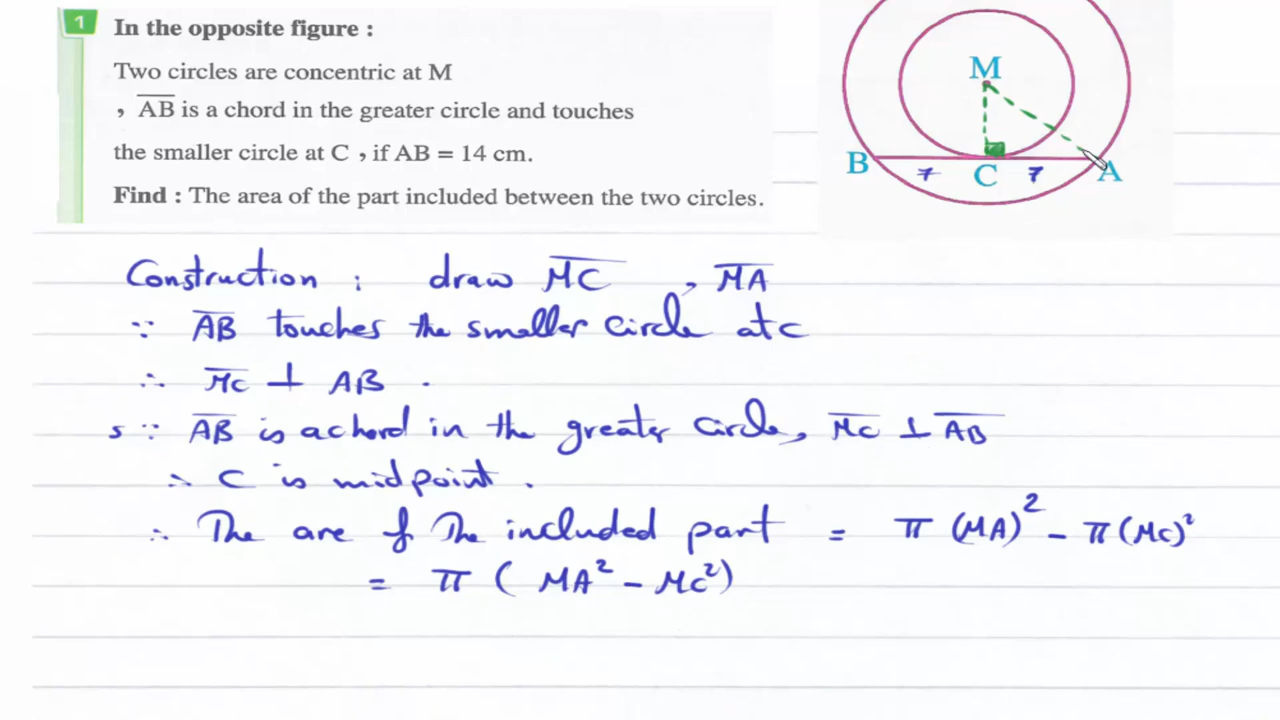 1 In the opposite figure :
Two circles are concentric at M
, AB is a chord in the greater circle and touches
the smaller circle at C , if AB = 14 cm.
Find : The area of the part included between the two circles.
M
B 7 C 7 A
Construction : draw MC , MA
∵ AB touches the smaller circle at c
∴ Mc ⊥ AB .
, ∵ AB is a chord in the greater circle, Mc ⊥ AB
∴ C is midpoint .
∴ The are of The included part = π (MA)² - π (Mc)²
= π ( MA² - Mc²)